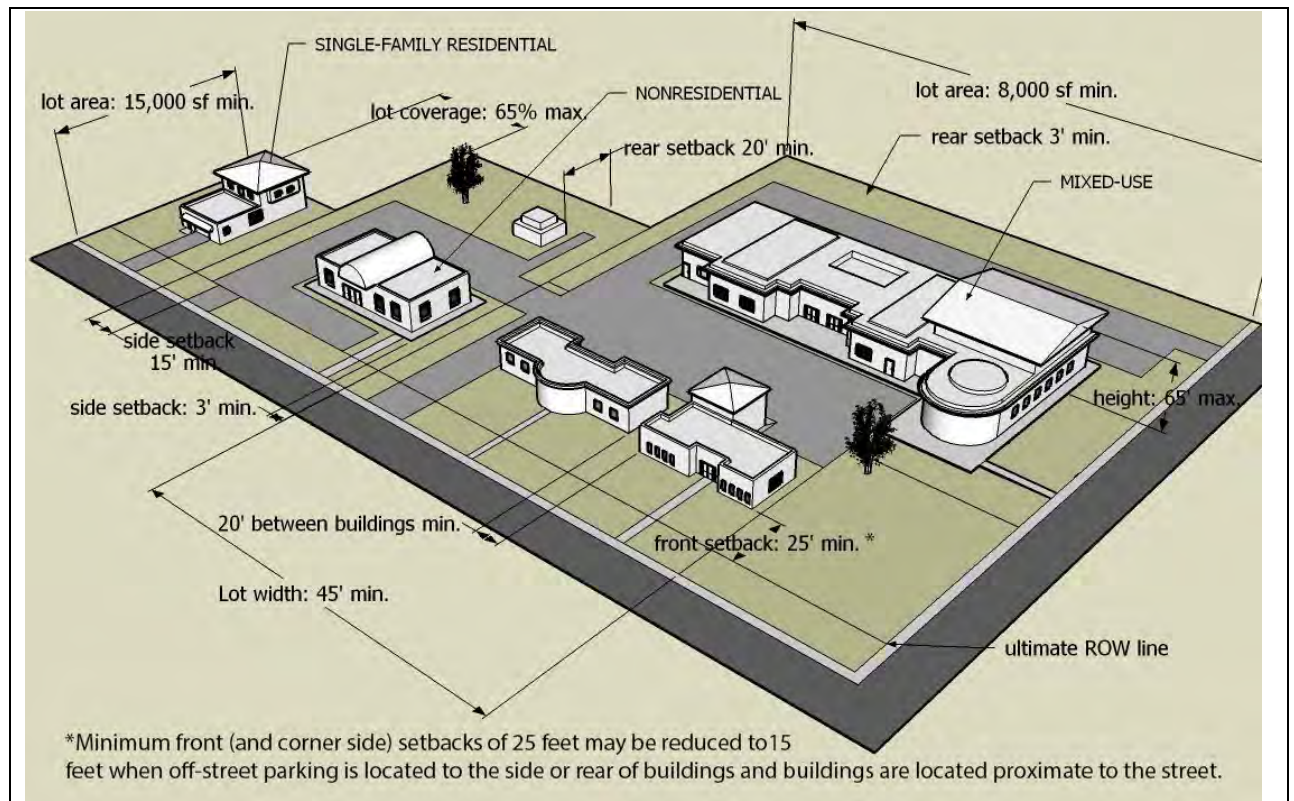 SINGLE-FAMILY RESIDENTIAL
lot area: 15,000 sf min.
lot coverage: 65% max.
NONRESIDENTIAL
lot area: 8,000 sf min.
rear setback 20' min.
rear setback 3' min.
MIXED-USE
side setback
15' min.
side setback: 3' min.
height: 65' max.
20' between buildings min.
front setback: 25' min. *
Lot width: 45' min.
ultimate ROW line
*Minimum front (and corner side) setbacks of 25 feet may be reduced to15
feet when off-street parking is located to the side or rear of buildings and buildings are located proximate to the street.